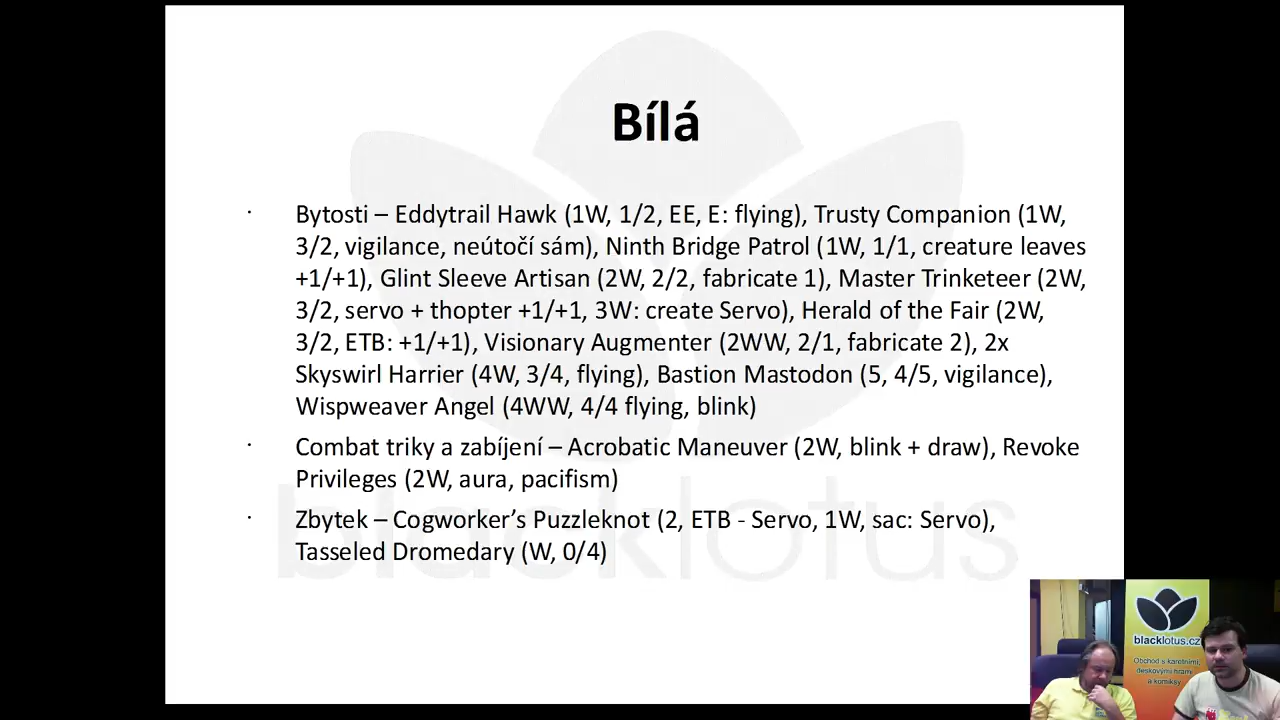 Bílá
· Bytosti – Eddytrail Hawk (1W, 1/2, EE, E: flying), Trusty Companion (1W,
3/2, vigilance, neútočí sám), Ninth Bridge Patrol (1W, 1/1, creature leaves
+1/+1), Glint Sleeve Artisan (2W, 2/2, fabricate 1), Master Trinketeer (2W,
3/2, servo + thopter +1/+1, 3W: create Servo), Herald of the Fair (2W,
3/2, ETB: +1/+1), Visionary Augmenter (2WW, 2/1, fabricate 2), 2x
Skyswirl Harrier (4W, 3/4, flying), Bastion Mastodon (5, 4/5, vigilance),
Wispweaver Angel (4WW, 4/4 flying, blink)
· Combat triky a zabíjení – Acrobatic Maneuver (2W, blink + draw), Revoke
Privileges (2W, aura, pacifism)
· Zbytek – Cogworker’s Puzzleknot (2, ETB - Servo, 1W, sac: Servo),
Tasseled Dromedary (W, 0/4)
blacklotus
blacklotus.cz
Obchod s karetními,
deskovými hrami
a komiksy